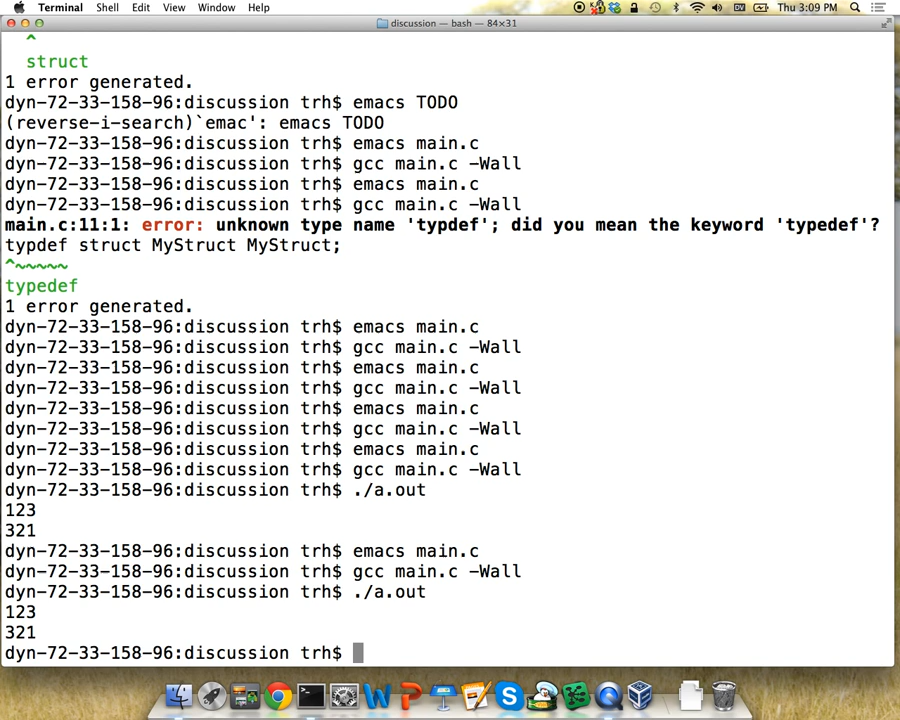 Terminal Shell Edit View Window Help DV Thu 3:09 PM
discussion — bash — 84×31
^
struct
1 error generated.
dyn-72-33-158-96:discussion trh$ emacs TODO
(reverse-i-search)`emac': emacs TODO
dyn-72-33-158-96:discussion trh$ emacs main.c
dyn-72-33-158-96:discussion trh$ gcc main.c -Wall
dyn-72-33-158-96:discussion trh$ emacs main.c
dyn-72-33-158-96:discussion trh$ gcc main.c -Wall
main.c:11:1: error: unknown type name 'typdef'; did you mean the keyword 'typedef'?
typdef struct MyStruct MyStruct;
^~~~~~
typedef
1 error generated.
dyn-72-33-158-96:discussion trh$ emacs main.c
dyn-72-33-158-96:discussion trh$ gcc main.c -Wall
dyn-72-33-158-96:discussion trh$ emacs main.c
dyn-72-33-158-96:discussion trh$ gcc main.c -Wall
dyn-72-33-158-96:discussion trh$ emacs main.c
dyn-72-33-158-96:discussion trh$ gcc main.c -Wall
dyn-72-33-158-96:discussion trh$ emacs main.c
dyn-72-33-158-96:discussion trh$ gcc main.c -Wall
dyn-72-33-158-96:discussion trh$ ./a.out
123
321
dyn-72-33-158-96:discussion trh$ emacs main.c
dyn-72-33-158-96:discussion trh$ gcc main.c -Wall
dyn-72-33-158-96:discussion trh$ ./a.out
123
321
dyn-72-33-158-96:discussion trh$